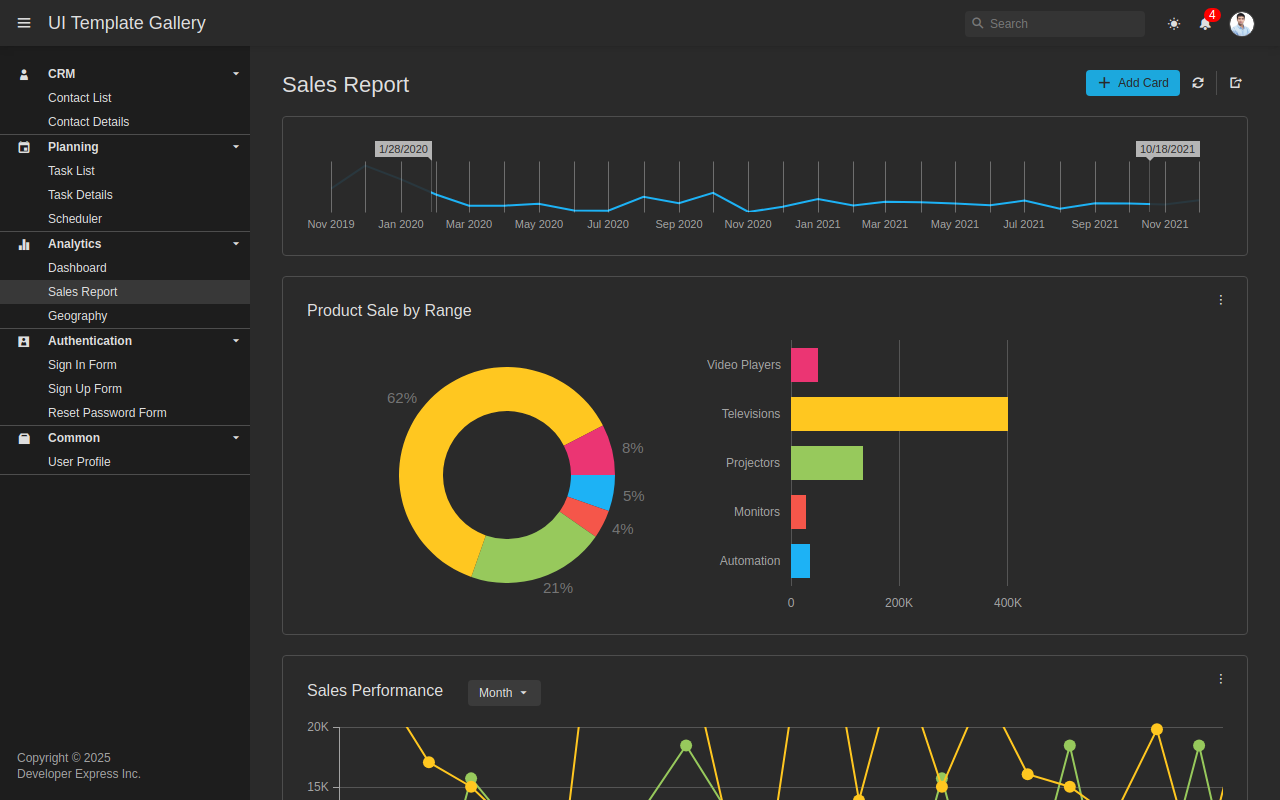 UI Template Gallery
Search
4
CRM
Contact List
Contact Details
Planning
Task List
Task Details
Scheduler
Analytics
Dashboard
Sales Report
Geography
Authentication
Sign In Form
Sign Up Form
Reset Password Form
Common
User Profile
Copyright © 2025
Developer Express Inc.
Sales Report
Add Card
1/28/2020 10/18/2021
Nov 2019 Jan 2020 Mar 2020 May 2020 Jul 2020 Sep 2020 Nov 2020 Jan 2021 Mar 2021 May 2021 Jul 2021 Sep 2021 Nov 2021
Product Sale by Range
62%
8%
5%
4%
21%
Video Players
Televisions
Projectors
Monitors
Automation
0 200K 400K
Sales Performance
Month
20K
15K